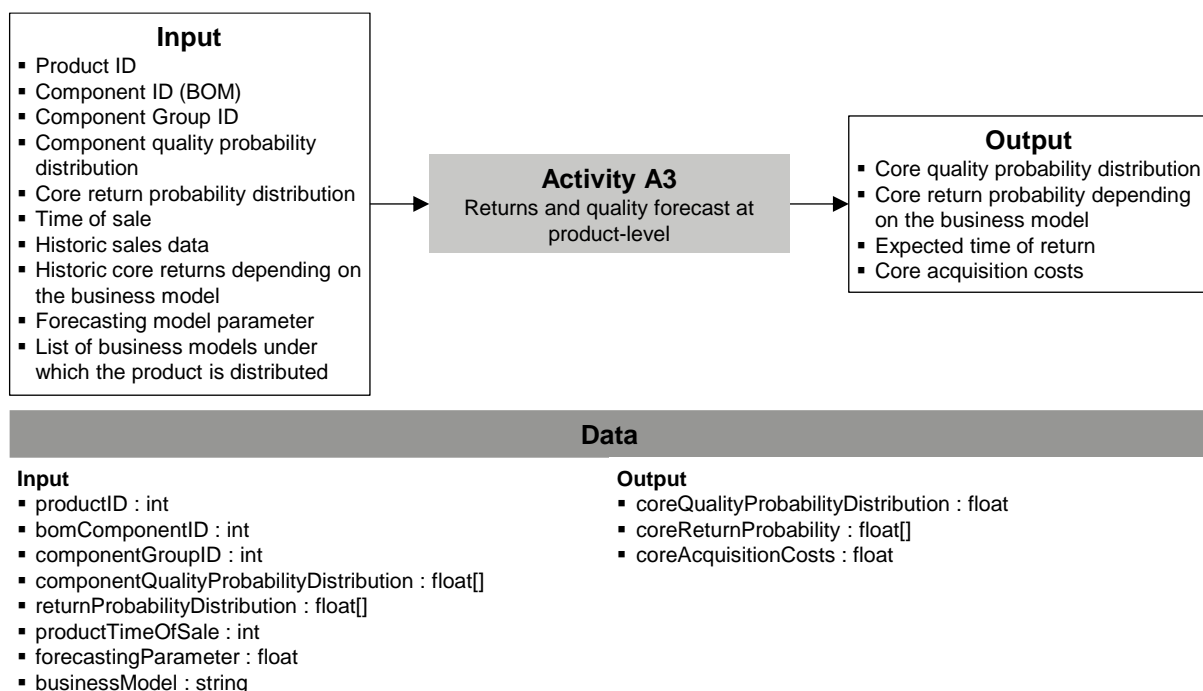 Input
▪ Product ID
▪ Component ID (BOM)
▪ Component Group ID
▪ Component quality probability
distribution
▪ Core return probability distribution
▪ Time of sale
▪ Historic sales data
▪ Historic core returns depending on
the business model
▪ Forecasting model parameter
▪ List of business models under
which the product is distributed
Activity A3
Returns and quality forecast at
product-level
Output
▪ Core quality probability distribution
▪ Core return probability depending
on the business model
▪ Expected time of return
▪ Core acquisition costs
Data
Input
▪ productID : int
▪ bomComponentID : int
▪ componentGroupID : int
▪ componentQualityProbabilityDistribution : float[]
▪ returnProbabilityDistribution : float[]
▪ productTimeOfSale : int
▪ forecastingParameter : float
▪ businessModel : string
Output
▪ coreQualityProbabilityDistribution : float
▪ coreReturnProbability : float[]
▪ coreAcquisitionCosts : float